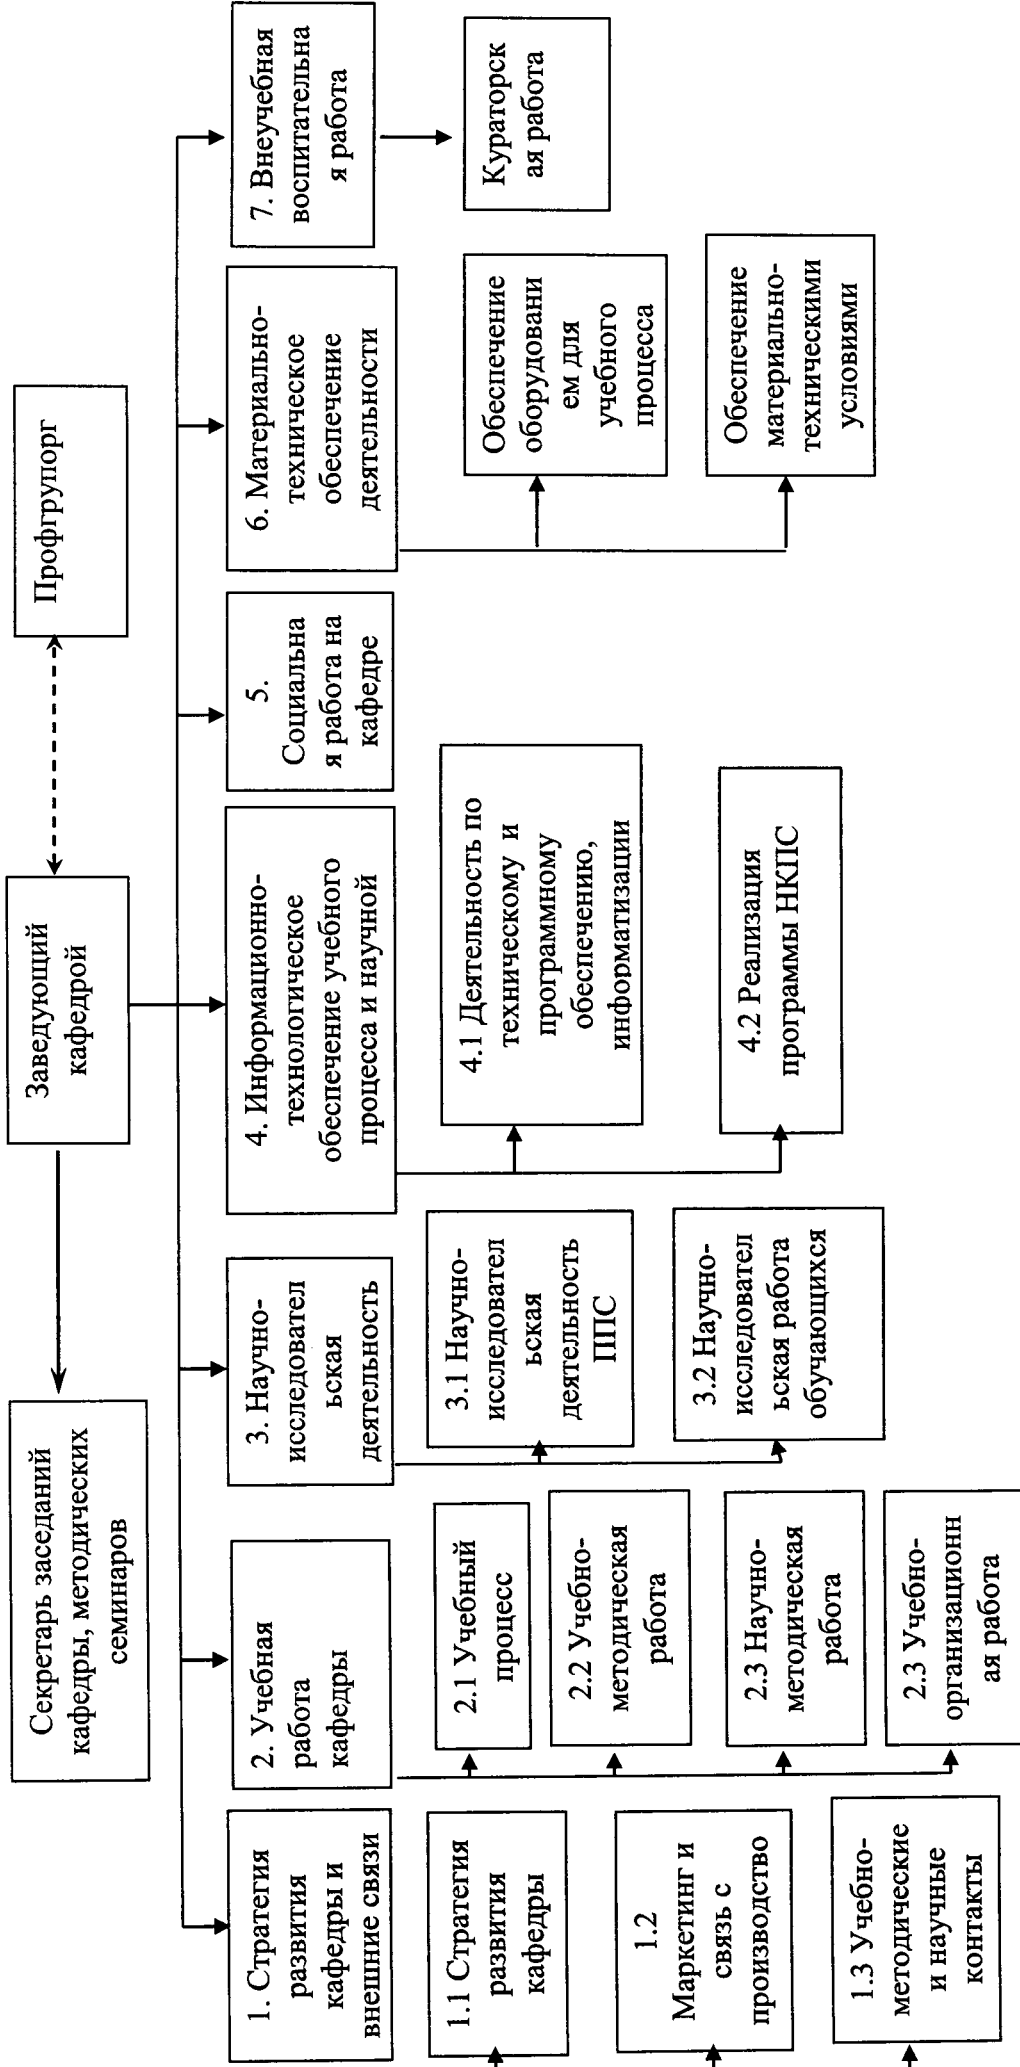 Секретарь заседаний
кафедры, методических
семинаров
Заведующий
кафедрой
Профгрупорг
1. Стратегия
развития
кафедры и
внешние связи
2. Учебная
работа
кафедры
3. Научно-
исследовател
ьская
деятельность
4. Информационно-
технологическое
обеспечение учебного
процесса и научной
5.
Социальна
я работа на
кафедре
6. Материально-
техническое
обеспечение
деятельности
7. Внеучебная
воспитательна
я работа
1.1 Стратегия
развития
кафедры
1.2
Маркетинг и
связь с
производство
1.3 Учебно-
методические
и научные
контакты
2.1 Учебный
процесс
2.2 Учебно-
методическая
работа
2.3 Научно-
методическая
работа
2.3 Учебно-
организационн
ая работа
3.1 Научно-
исследовател
ьская
деятельность
ППС
3.2 Научно-
исследовател
ьская работа
обучающихся
4.1 Деятельность по
техническому и
программному
обеспечению,
информатизации
4.2 Реализация
программы НКПС
Обеспечение
оборудовани
ем для
учебного
процесса
Обеспечение
материально-
техническими
условиями
Кураторск
ая работа